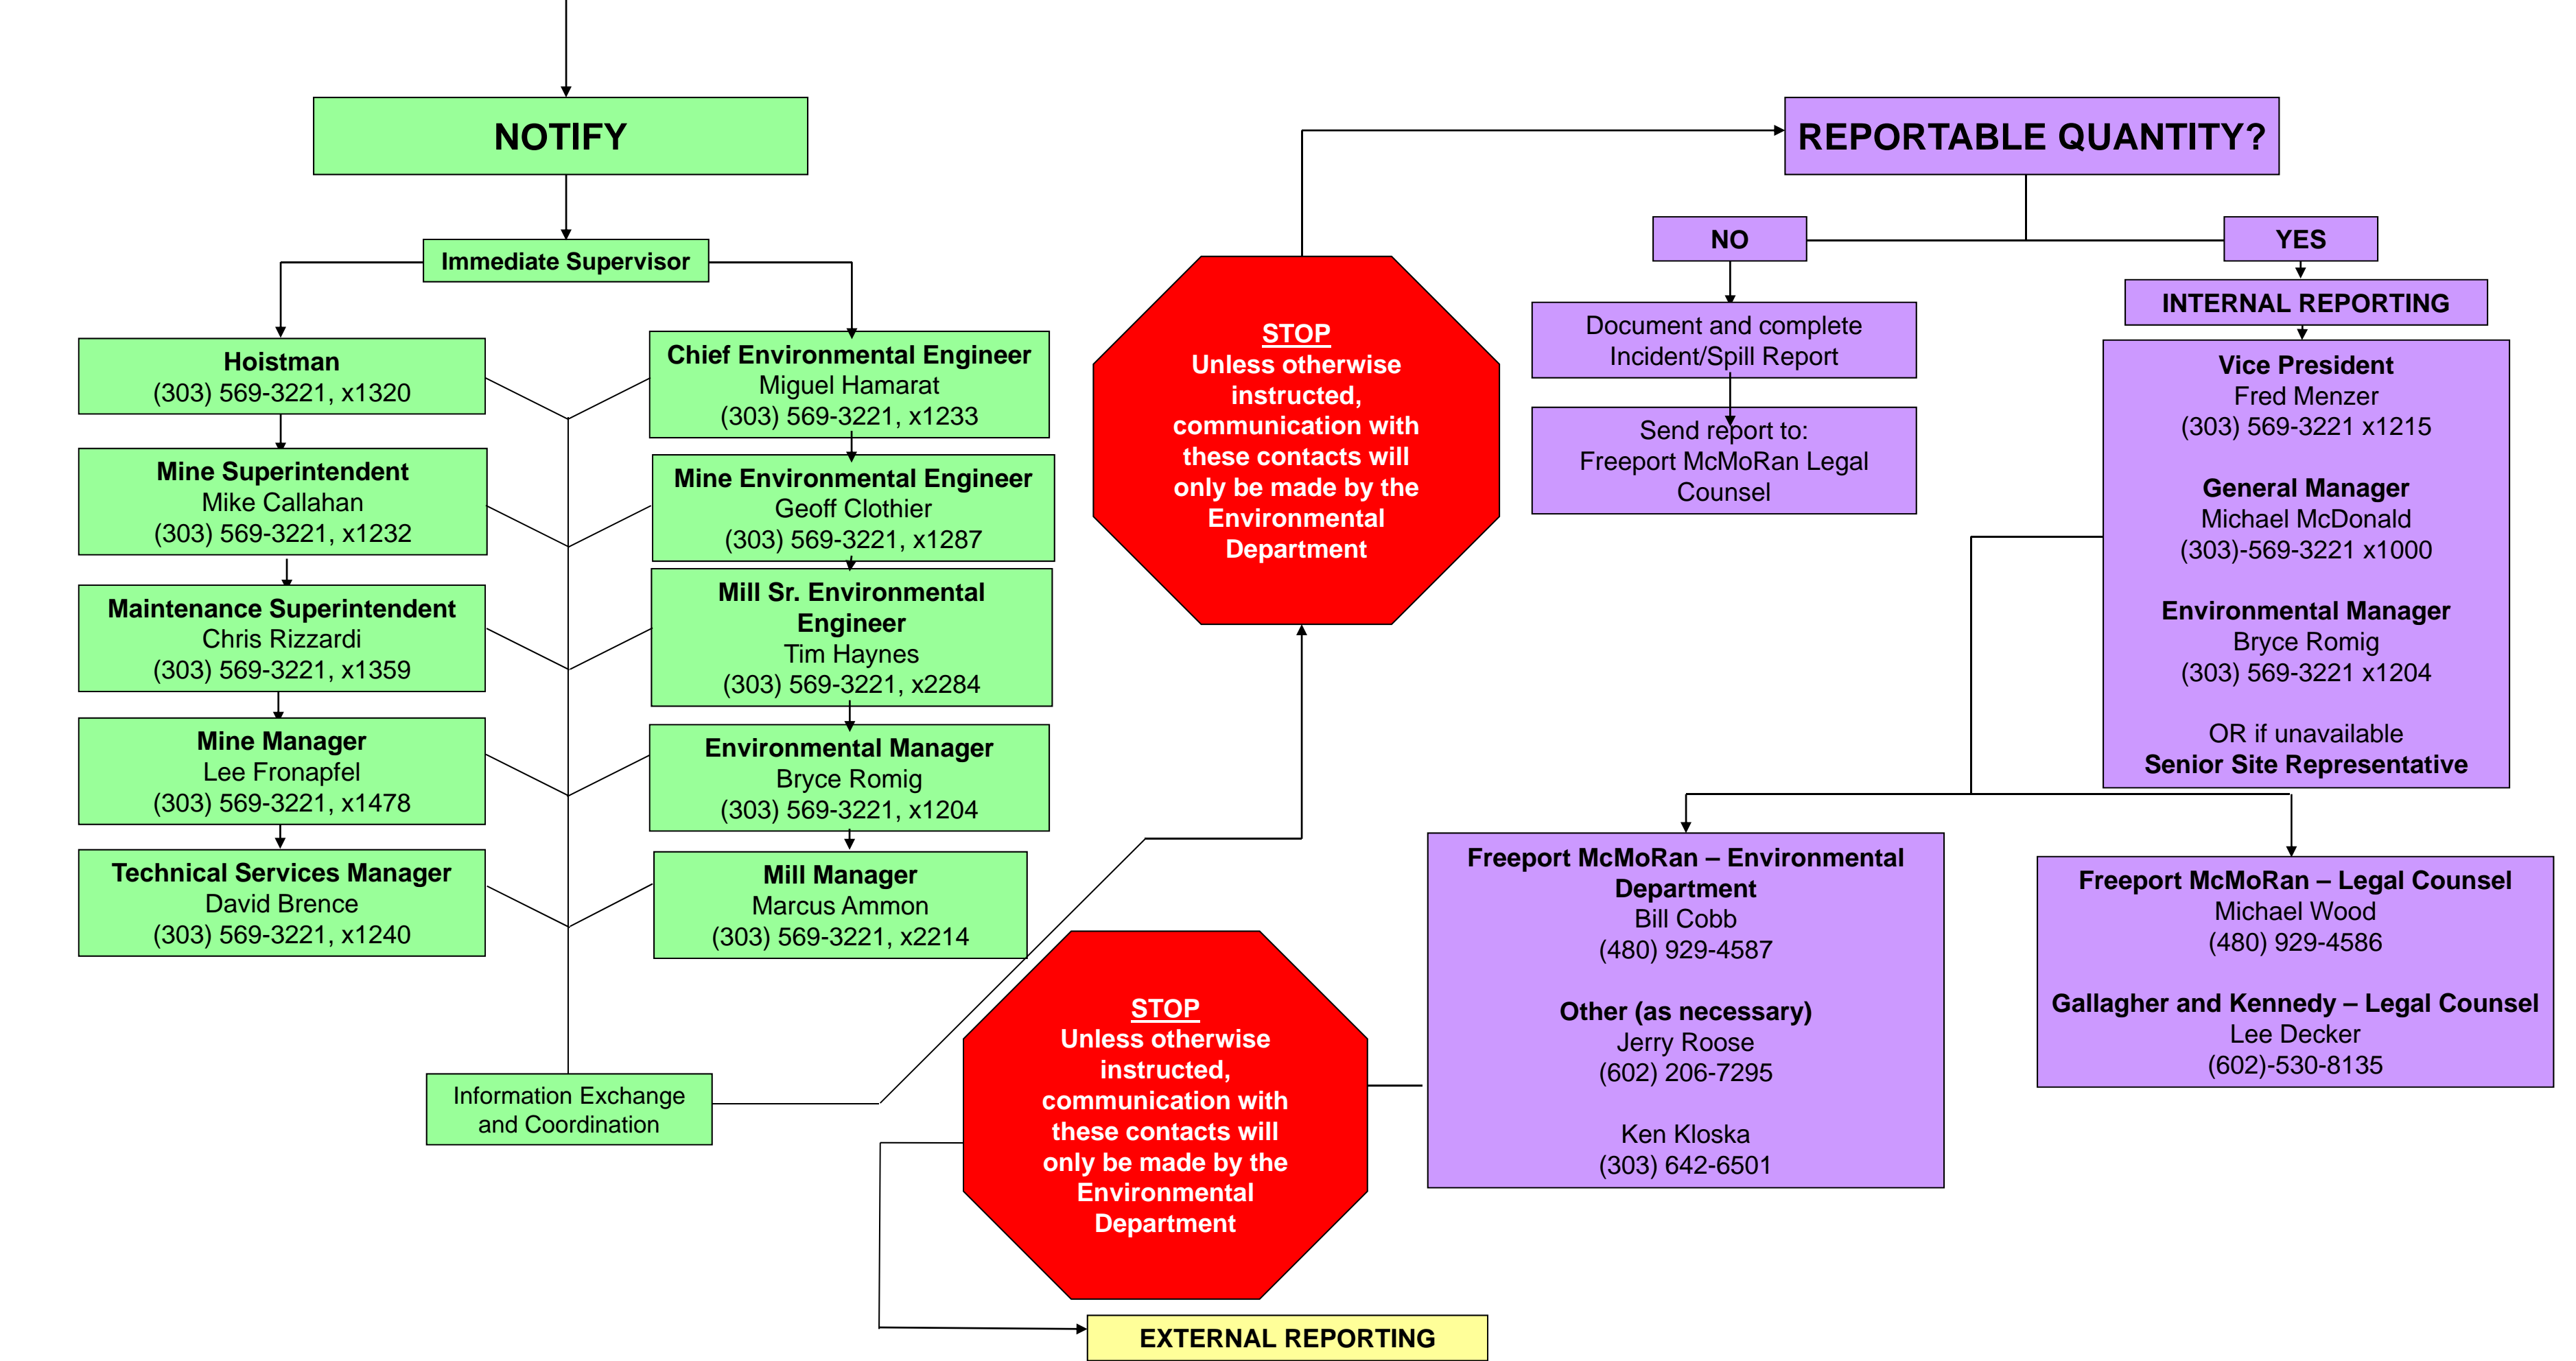 NOTIFY
Immediate Supervisor
Hoistman
(303) 569-3221, x1320
Mine Superintendent
Mike Callahan
(303) 569-3221, x1232
Maintenance Superintendent
Chris Rizzardi
(303) 569-3221, x1359
Mine Manager
Lee Fronapfel
(303) 569-3221, x1478
Technical Services Manager
David Brence
(303) 569-3221, x1240
Chief Environmental Engineer
Miguel Hamarat
(303) 569-3221, x1233
Mine Environmental Engineer
Geoff Clothier
(303) 569-3221, x1287
Mill Sr. Environmental
Engineer
Tim Haynes
(303) 569-3221, x2284
Environmental Manager
Bryce Romig
(303) 569-3221, x1204
Mill Manager
Marcus Ammon
(303) 569-3221, x2214
Information Exchange
and Coordination
STOP
Unless otherwise
instructed,
communication with
these contacts will
only be made by the
Environmental
Department
REPORTABLE QUANTITY?
NO
Document and complete
Incident/Spill Report
Send report to:
Freeport McMoRan Legal
Counsel
YES
INTERNAL REPORTING
Vice President
Fred Menzer
(303) 569-3221 x1215
General Manager
Michael McDonald
(303)-569-3221 x1000
Environmental Manager
Bryce Romig
(303) 569-3221 x1204
OR if unavailable
Senior Site Representative
Freeport McMoRan – Environmental
Department
Bill Cobb
(480) 929-4587
Other (as necessary)
Jerry Roose
(602) 206-7295
Ken Kloska
(303) 642-6501
Freeport McMoRan – Legal Counsel
Michael Wood
(480) 929-4586
Gallagher and Kennedy – Legal Counsel
Lee Decker
(602)-530-8135
STOP
Unless otherwise
instructed,
communication with
these contacts will
only be made by the
Environmental
Department
EXTERNAL REPORTING